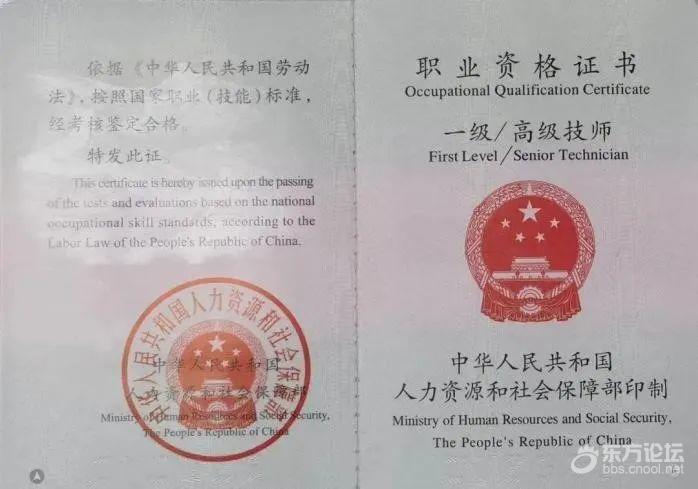 依据《中华人民共和国劳动
法》，按照国家职业（技能）标准，
经考核鉴定合格。
特发此证。
This certificate is hereby issued upon the passing
of the tests and evaluations based on the national
occupational skill standards, according to the
Labor Law of the People's Republic of China.
中华人民共和国人力资源和社会保障部
中华人民共和国
人力资源和社会保障部
Ministry of Human Resources and Social Security,
The People's Republic of China
职业资格证书
Occupational Qualification Certificate
一级/高级技师
First Level/Senior Technician
中华人民共和国
人力资源和社会保障部印制
Ministry of Human Resources and Social Security,
The People's Republic of China
东方论坛
bbs.cnool.net